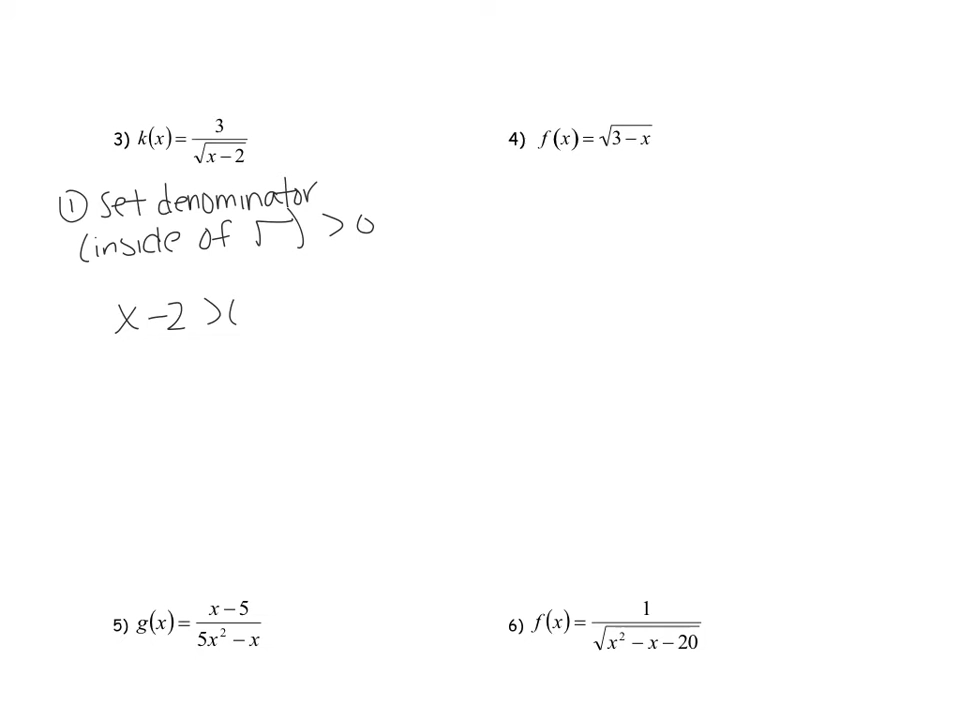 3) k(x) = 3/√(x − 2)
① Set denominator
(inside of √ ) > 0
x − 2 > (
4) f(x) = √(3 − x)
5) g(x) = (x − 5)/(5x² − x)
6) f(x) = 1/√(x² − x − 20)